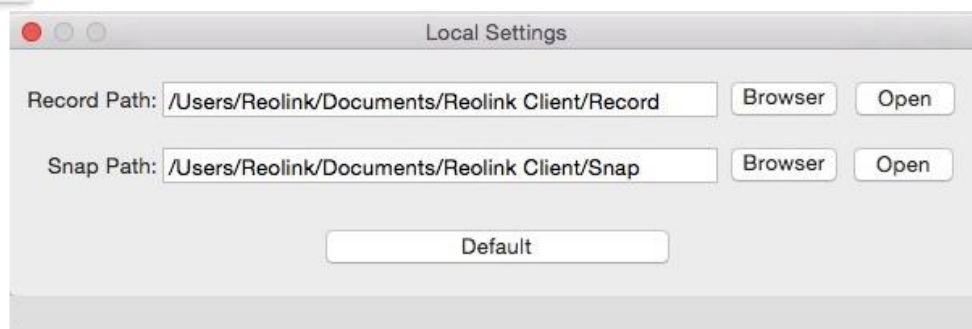 Local Settings
Record Path: /Users/Reolink/Documents/Reolink Client/Record Browser Open
Snap Path: /Users/Reolink/Documents/Reolink Client/Snap Browser Open
Default